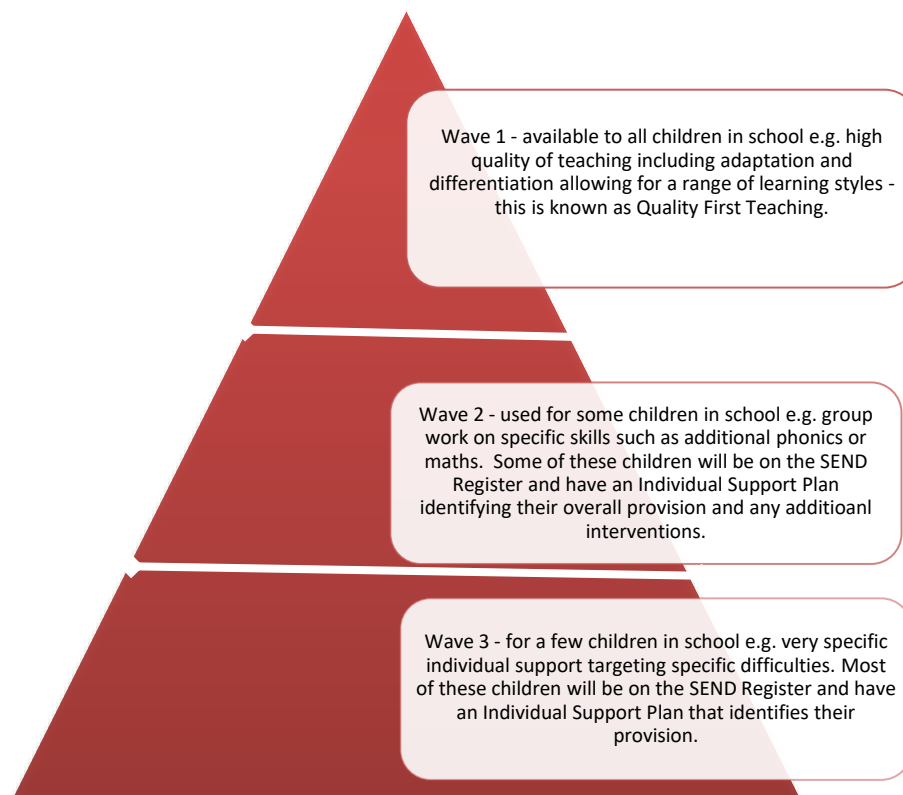 Wave 1 - available to all children in school e.g. high
quality of teaching including adaptation and
differentiation allowing for a range of learning styles -
this is known as Quality First Teaching.
Wave 2 - used for some children in school e.g. group
work on specific skills such as additional phonics or
maths.  Some of these children will be on the SEND
Register and have an Individual Support Plan
identifying their overall provision and any additioanl
interventions.
Wave 3 - for a few children in school e.g. very specific
individual support targeting specific difficulties. Most
of these children will be on the SEND Register and have
an Individual Support Plan that identifies their
provision.